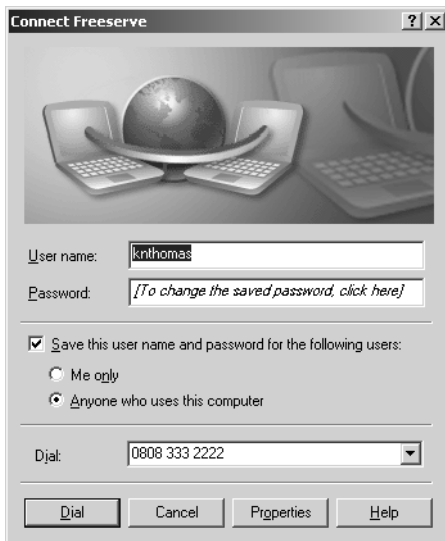 Connect Freeserve
User name: knthomas
Password: [To change the saved password, click here]
Save this user name and password for the following users:
Me only
Anyone who uses this computer
Dial: 0808 333 2222
Dial Cancel Properties Help